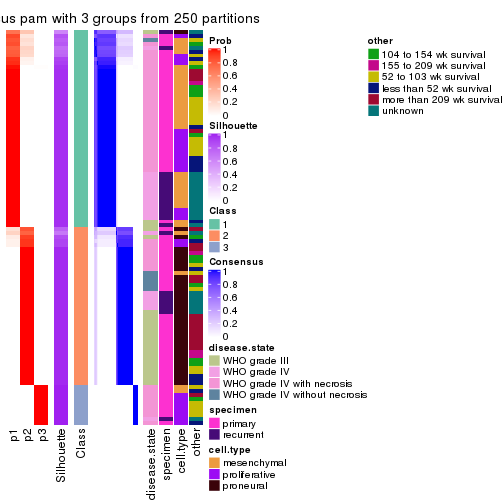 us pam with 3 groups from 250 partitions
p1
p2
p3
Silhouette
Class
disease.state
specimen
cell.type
other
Prob
1
0.8
0.6
0.4
0.2
0
Silhouette
1
0.8
0.6
0.4
0.2
0
Class
1
2
3
Consensus
1
0.8
0.6
0.4
0.2
0
disease.state
WHO grade III
WHO grade IV
WHO grade IV with necrosis
WHO grade IV without necrosis
specimen
primary
recurrent
cell.type
mesenchymal
proliferative
proneural
other
104 to 154 wk survival
155 to 209 wk survival
52 to 103 wk survival
less than 52 wk survival
more than 209 wk survival
unknown